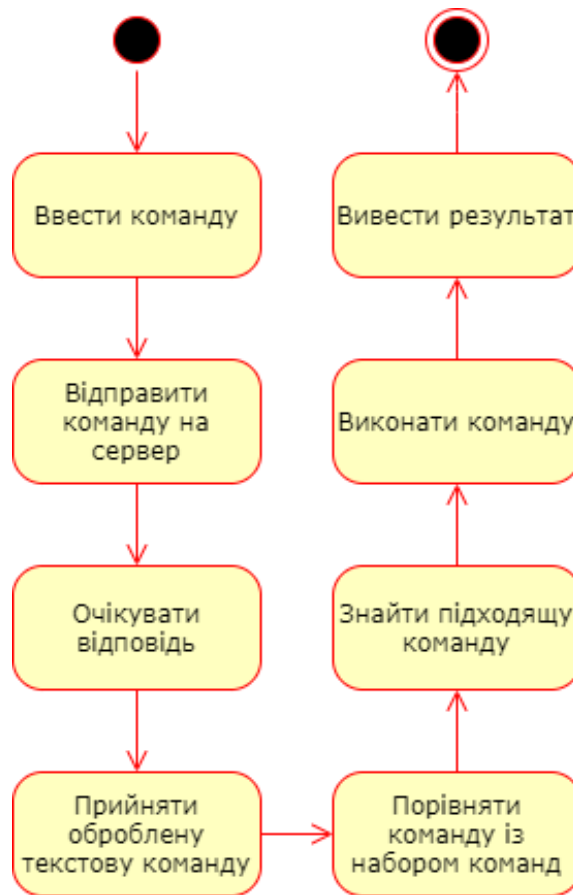 Ввести команду
Відправити
команду на
сервер
Очікувати
відповідь
Прийняти
оброблену
текстову команду
Порівняти
команду із
набором команд
Знайти підходящу
команду
Виконати команду
Вивести результат